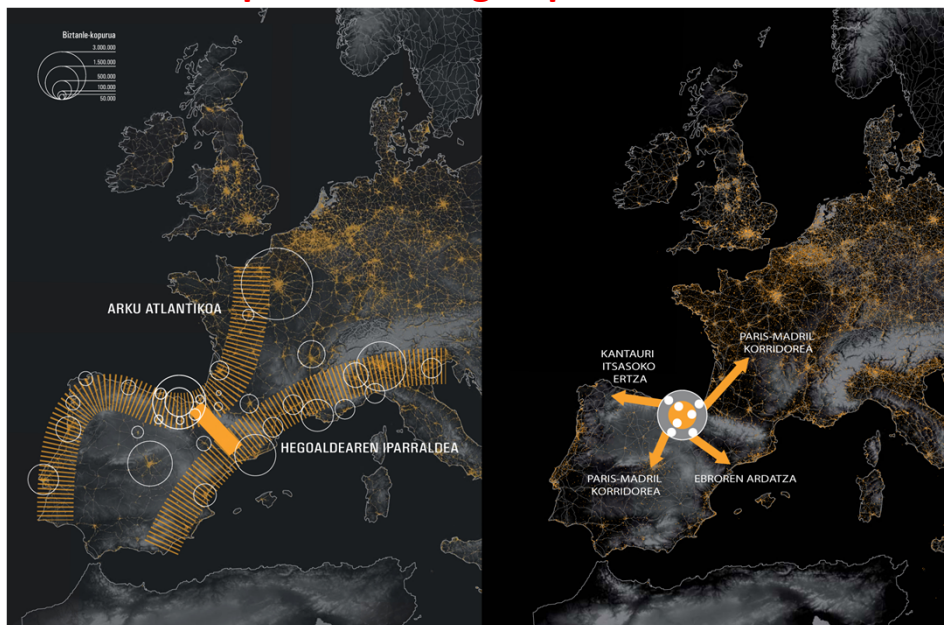 Biztanle-kopurua
3.000.000
1.500.000
500.000
100.000
50.000
ARKU ATLANTIKOA
HEGOALDEAREN IPARRALDEA
PARIS-MADRIL
KORRIDOREA
KANTAURI
ITSASOKO
ERTZA
PARIS-MADRIL
KORRIDOREA
EBROREN ARDATZA